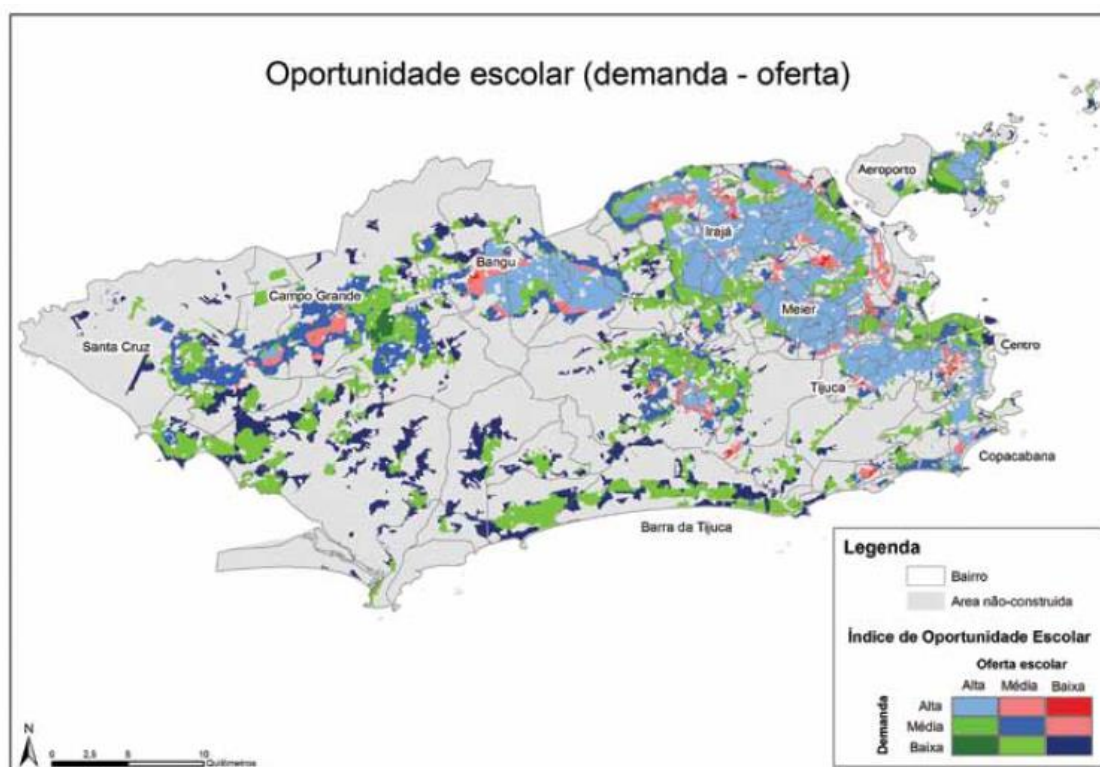 Oportunidade escolar (demanda - oferta)
Aeroporto
Irajá
Bangu
Campo Grande
Meier
Santa Cruz
Centro
Tijuca
Copacabana
Barra da Tijuca
Legenda
Bairro
Area não-construida
Índice de Oportunidade Escolar
Oferta escolar
Alta Média Baixa
Demanda
Alta
Média
Baixa
N
0 2,5 5 10
Quilômetros